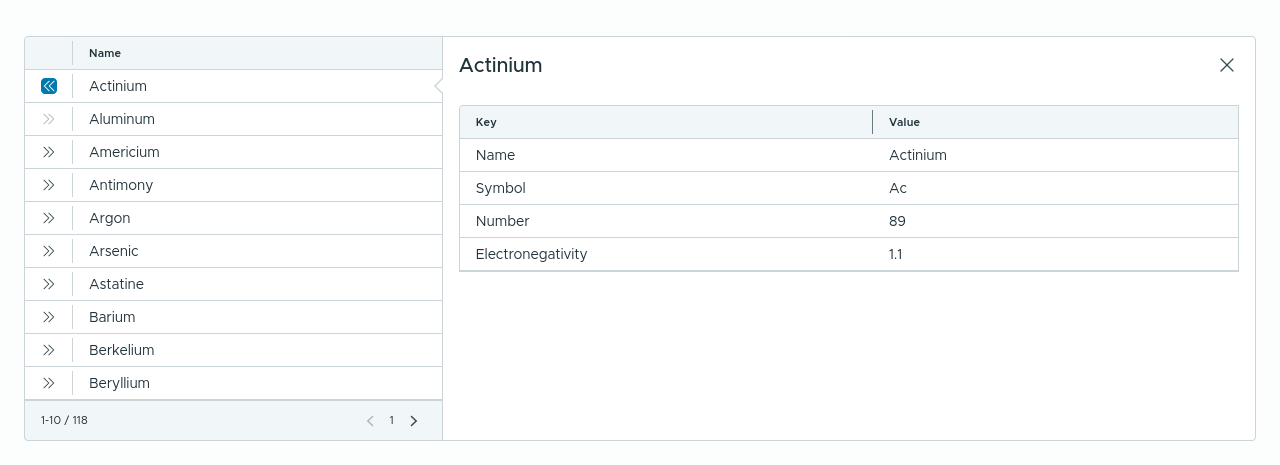 Name
Actinium
Aluminum
Americium
Antimony
Argon
Arsenic
Astatine
Barium
Berkelium
Beryllium
1-10 / 118
1
Actinium
Key Value
Name Actinium
Symbol Ac
Number 89
Electronegativity 1.1